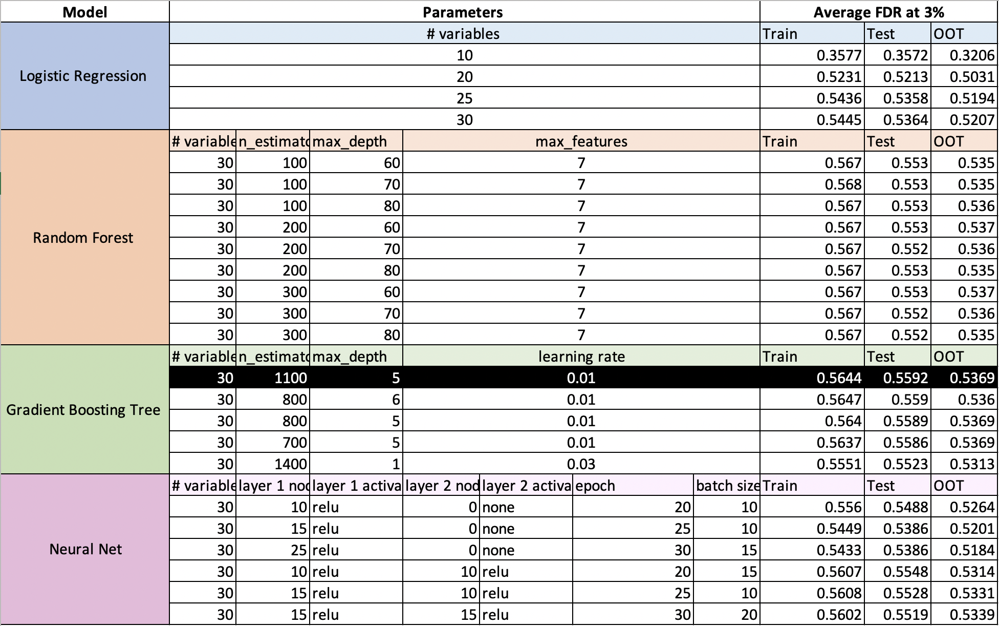 Model Parameters Average FDR at 3%
# variables Train Test OOT
10 0.3577 0.3572 0.3206
Logistic Regression
20 0.5231 0.5213 0.5031
25 0.5436 0.5358 0.5194
30 0.5445 0.5364 0.5207
# variable n_estimato max_depth max_features Train Test OOT
30 100 60 7 0.567 0.553 0.535
30 100 70 7 0.568 0.553 0.535
30 100 80 7 0.567 0.553 0.536
30 200 60 7 0.567 0.553 0.537
Random Forest
30 200 70 7 0.567 0.552 0.536
30 200 80 7 0.567 0.553 0.535
30 300 60 7 0.567 0.553 0.537
30 300 70 7 0.567 0.552 0.536
30 300 80 7 0.567 0.552 0.535
# variable n_estimato max_depth learning rate Train Test OOT
30 1100 5 0.01 0.5644 0.5592 0.5369
30 800 6 0.01 0.5647 0.559 0.536
Gradient Boosting Tree
30 800 5 0.01 0.564 0.5589 0.5369
30 700 5 0.01 0.5637 0.5586 0.5369
30 1400 1 0.03 0.5551 0.5523 0.5313
# variable layer 1 nod layer 1 activa layer 2 nod layer 2 activa epoch batch size Train Test OOT
30 10 relu 0 none 20 10 0.556 0.5488 0.5264
30 15 relu 0 none 25 10 0.5449 0.5386 0.5201
Neural Net
30 25 relu 0 none 30 15 0.5433 0.5386 0.5184
30 10 relu 10 relu 20 15 0.5607 0.5548 0.5314
30 15 relu 10 relu 25 10 0.5608 0.5528 0.5331
30 15 relu 15 relu 30 20 0.5602 0.5519 0.5339